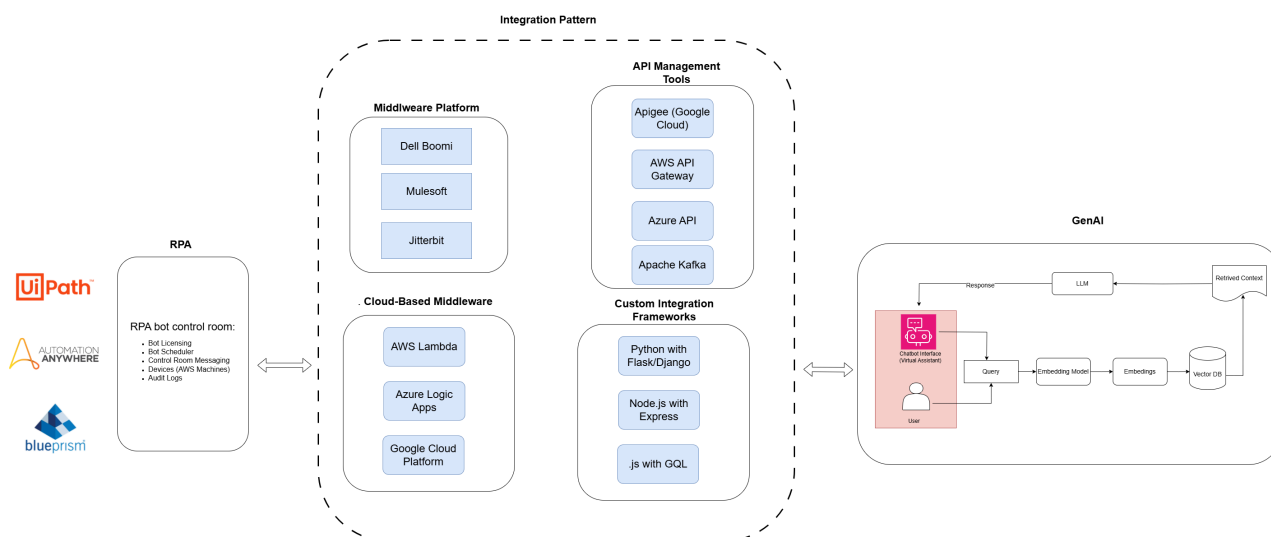 Integration Pattern
API Management
Tools
Apigee (Google
Cloud)
AWS API
Gateway
Azure API
Apache Kafka
Middlweare Platform
Dell Boomi
Mulesoft
Jitterbit
. Cloud-Based Middleware
AWS Lambda
Azure Logic
Apps
Google Cloud
Platform
Custom Integration
Frameworks
Python with
Flask/Django
Node.js with
Express
.js with GQL
RPA
UiPath™
AUTOMATION
ANYWHERE
blueprism
RPA bot control room:
• Bot Licensing
• Bot Scheduler
• Control Room Messaging
• Devices (AWS Machines)
• Audit Logs
GenAI
Response
LLM
Retrived Context
Chatbot Interface
(Virtual Assistant)
Query
Embedding Model
Embedings
Vector DB
User